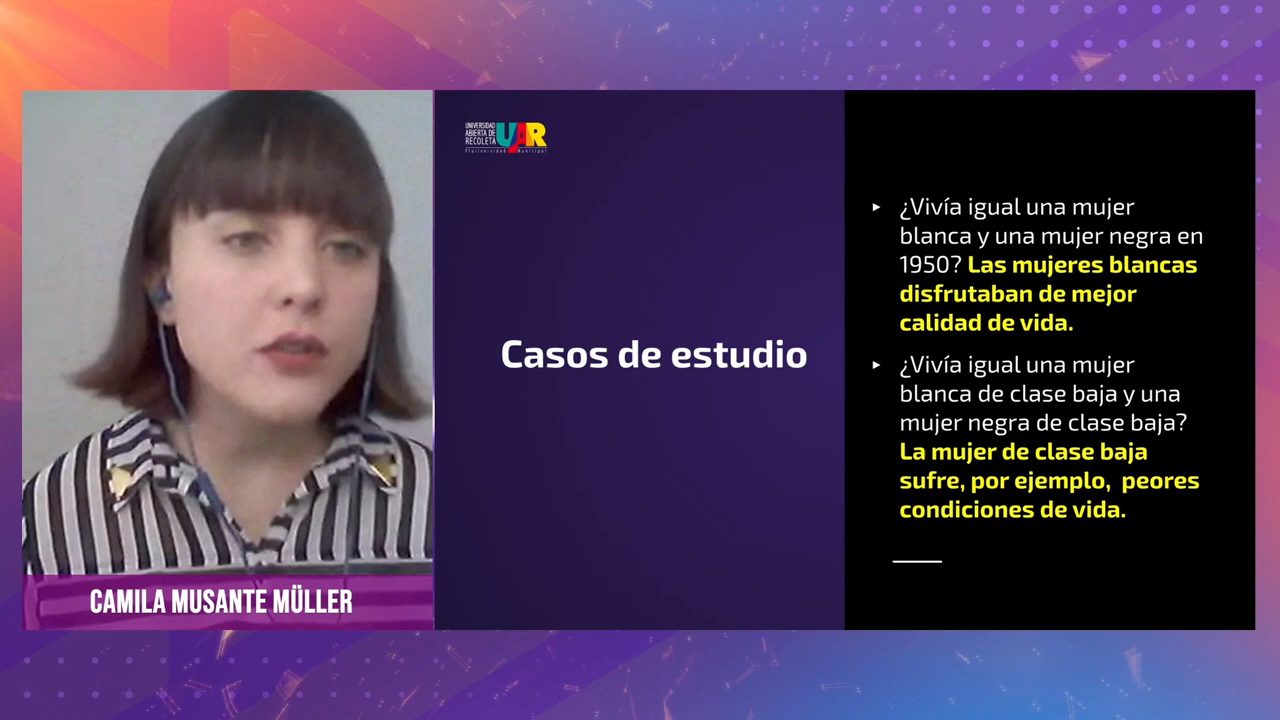 UNIVERSIDAD
ABIERTA DE
RECOLETA
UAR
Pluriversidad Municipal
Casos de estudio
¿Vivía igual una mujer
blanca y una mujer negra en
1950? Las mujeres blancas
disfrutaban de mejor
calidad de vida.
¿Vivía igual una mujer
blanca de clase baja y una
mujer negra de clase baja?
La mujer de clase baja
sufre, por ejemplo,  peores
condiciones de vida.
CAMILA MUSANTE MÜLLER